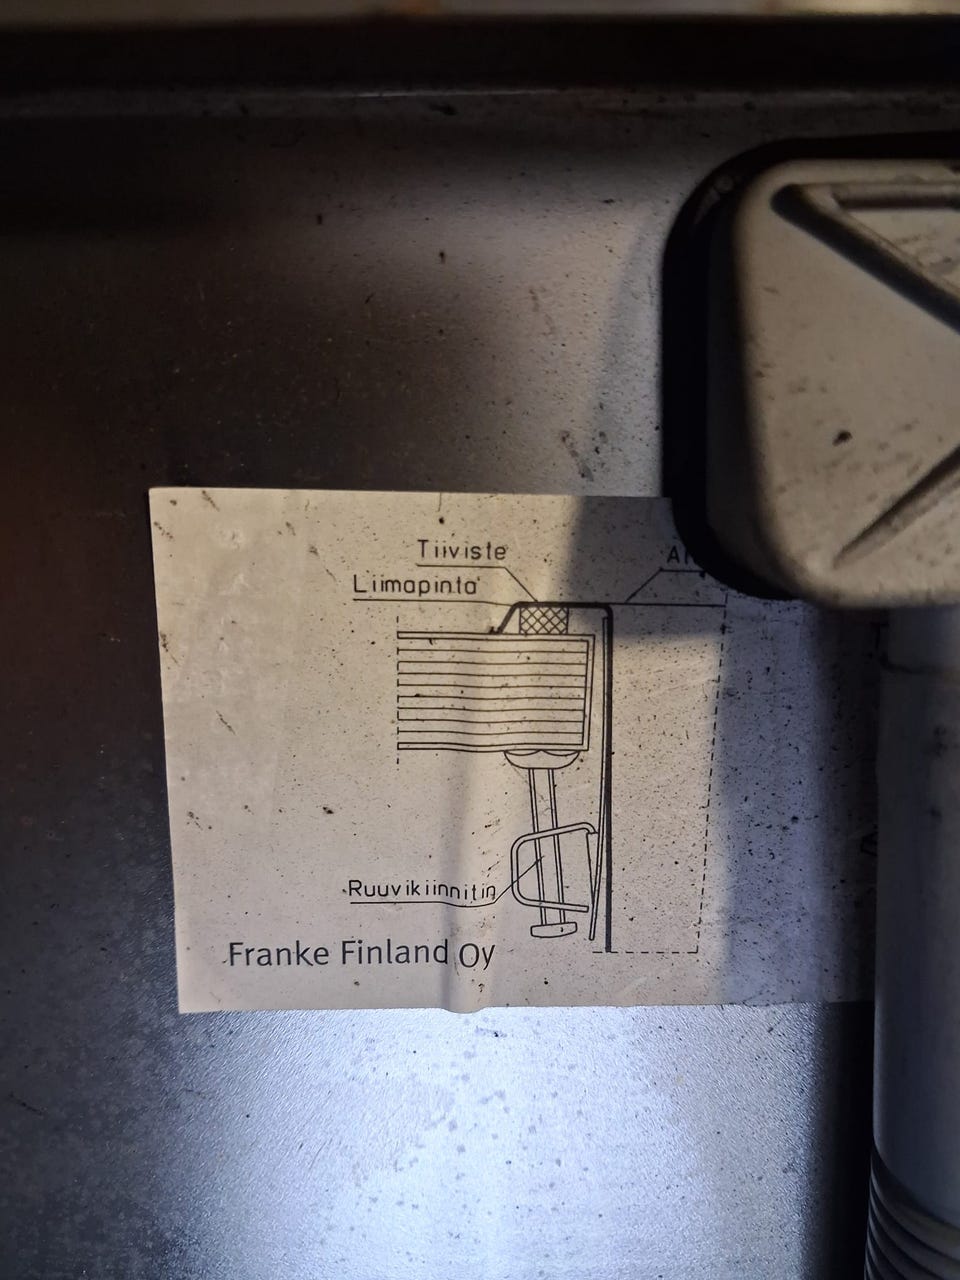 Tiiviste
Liimapinta
Ruuvikiinnitin
Franke Finland Oy